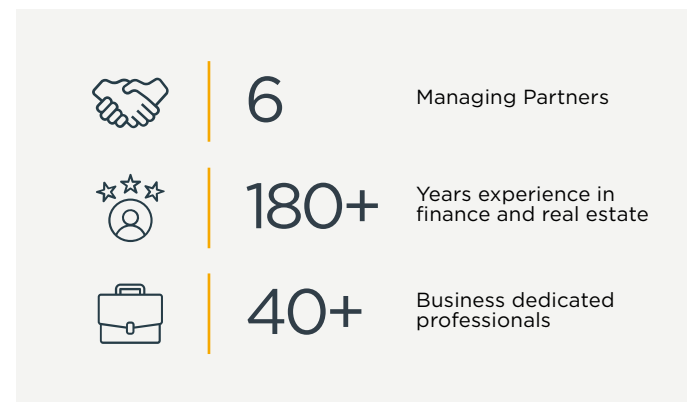 6
Managing Partners
180+
Years experience in
finance and real estate
40+
Business dedicated
professionals